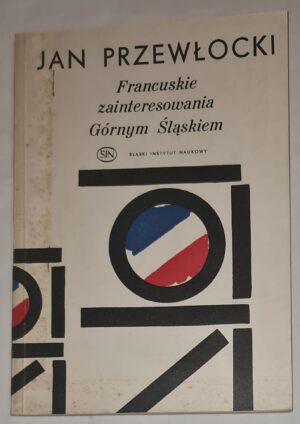 JAN PRZEWŁOCKI
Francuskie
zainteresowania
Górnym Śląskiem
ŚIN ŚLĄSKI INSTYTUT NAUKOWY